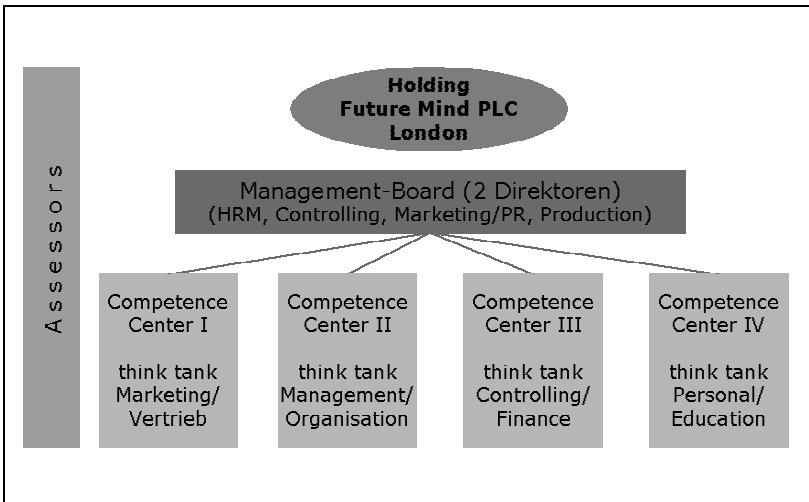 Assessors
Holding
Future Mind PLC
London
Management-Board (2 Direktoren)
(HRM, Controlling, Marketing/PR, Production)
Competence
Center I
think tank
Marketing/
Vertrieb
Competence
Center II
think tank
Management/
Organisation
Competence
Center III
think tank
Controlling/
Finance
Competence
Center IV
think tank
Personal/
Education